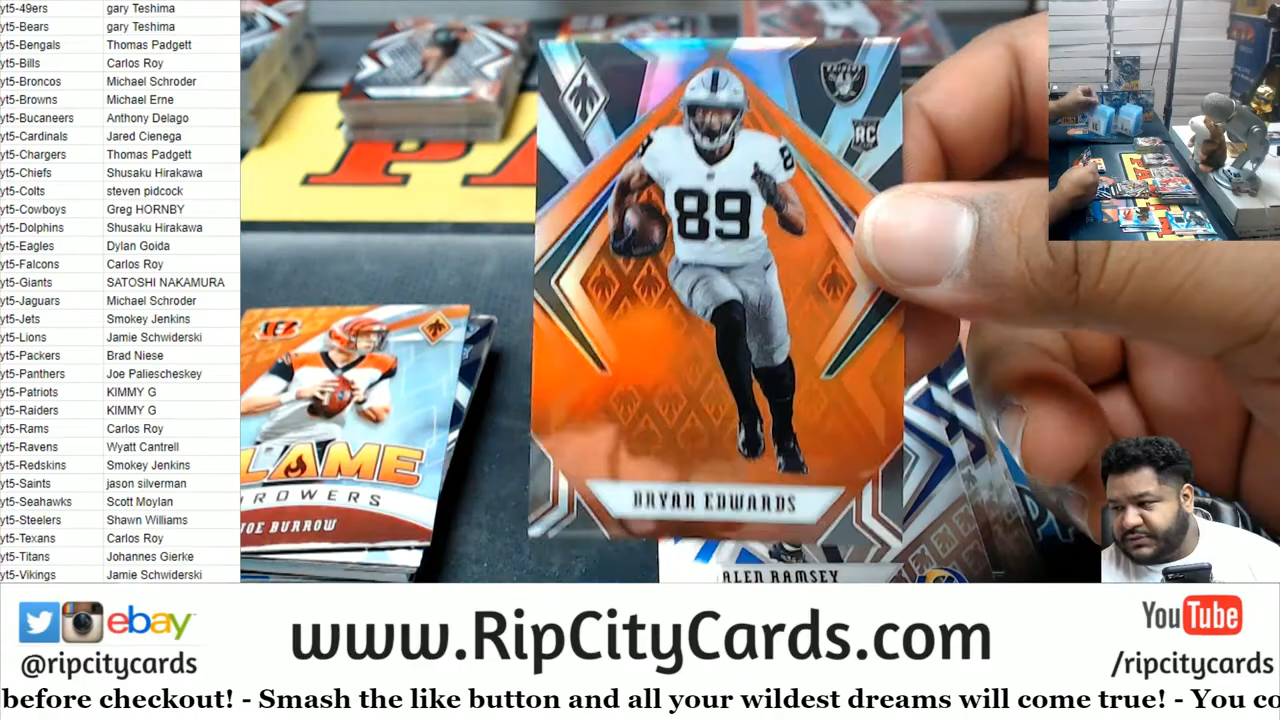 yt5-49ers gary Teshima
yt5-Bears gary Teshima
yt5-Bengals Thomas Padgett
yt5-Bills Carlos Roy
yt5-Broncos Michael Schroder
yt5-Browns Michael Erne
yt5-Bucaneers Anthony Delago
yt5-Cardinals Jared Cienega
yt5-Chargers Thomas Padgett
yt5-Chiefs Shusaku Hirakawa
yt5-Colts steven pidcock
yt5-Cowboys Greg HORNBY
yt5-Dolphins Shusaku Hirakawa
yt5-Eagles Dylan Goida
yt5-Falcons Carlos Roy
yt5-Giants SATOSHI NAKAMURA
yt5-Jaguars Michael Schroder
yt5-Jets Smokey Jenkins
yt5-Lions Jamie Schwiderski
yt5-Packers Brad Niese
yt5-Panthers Joe Paliescheskey
yt5-Patriots KIMMY G
yt5-Raiders KIMMY G
yt5-Rams Carlos Roy
yt5-Ravens Wyatt Cantrell
yt5-Redskins Smokey Jenkins
yt5-Saints jason silverman
yt5-Seahawks Scott Moylan
yt5-Steelers Shawn Williams
yt5-Texans Carlos Roy
yt5-Titans Johannes Gierke
yt5-Vikings Jamie Schwiderski
PA
RAIDERS
RC
89
8
BRYAN EDWARDS
LAME
ROWERS
JOE BURROW
ALEN RAMSEY
ebay
@ripcitycards
www.RipCityCards.com
YouTube
/ripcitycards
before checkout! - Smash the like button and all your wildest dreams will come true! - You co